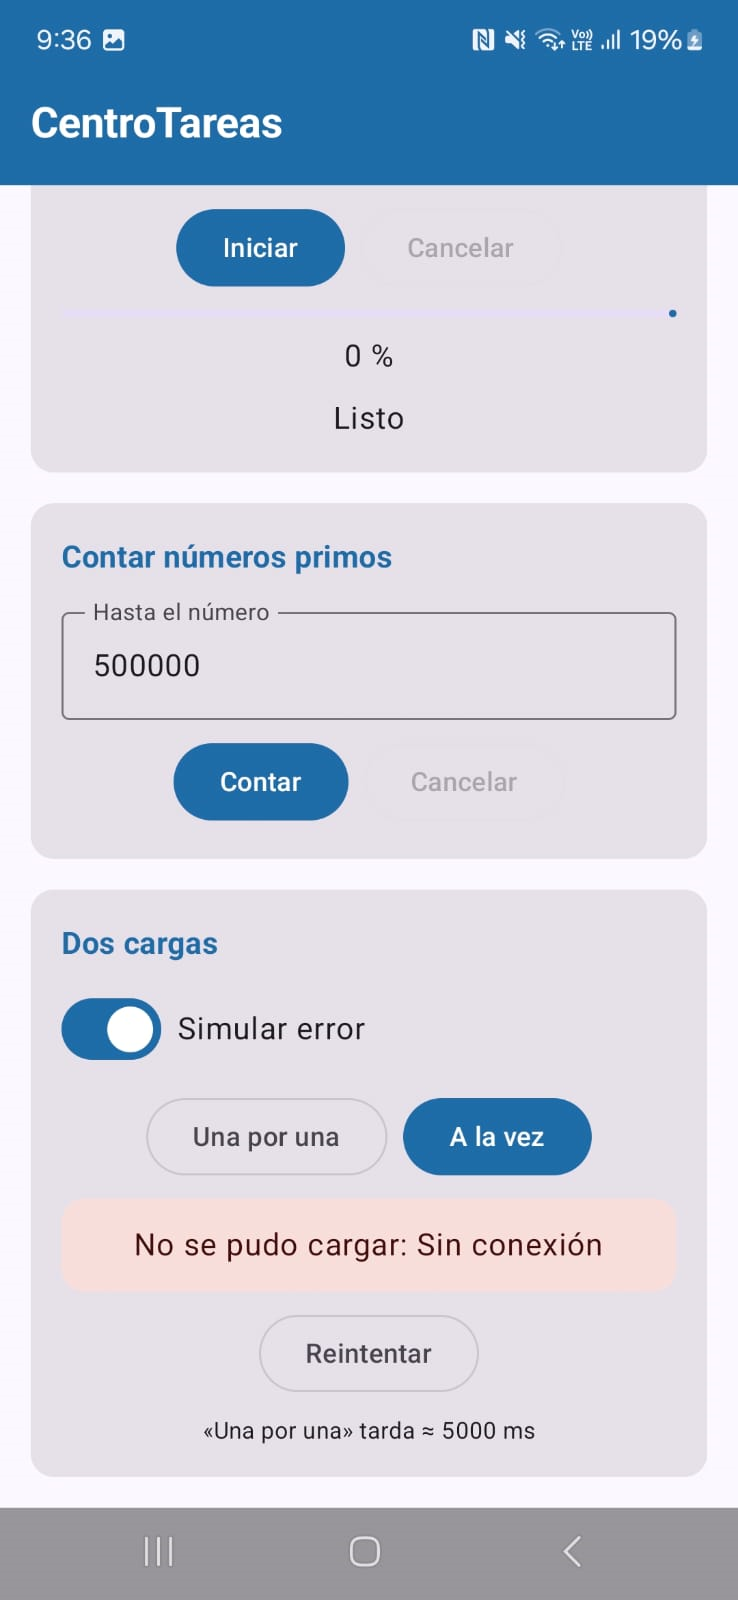 9:36 Vo)) LTE 19%
CentroTareas
Iniciar Cancelar
0 %
Listo
Contar números primos
Hasta el número
500000
Contar Cancelar
Dos cargas
Simular error
Una por una A la vez
No se pudo cargar: Sin conexión
Reintentar
«Una por una» tarda ≈ 5000 ms